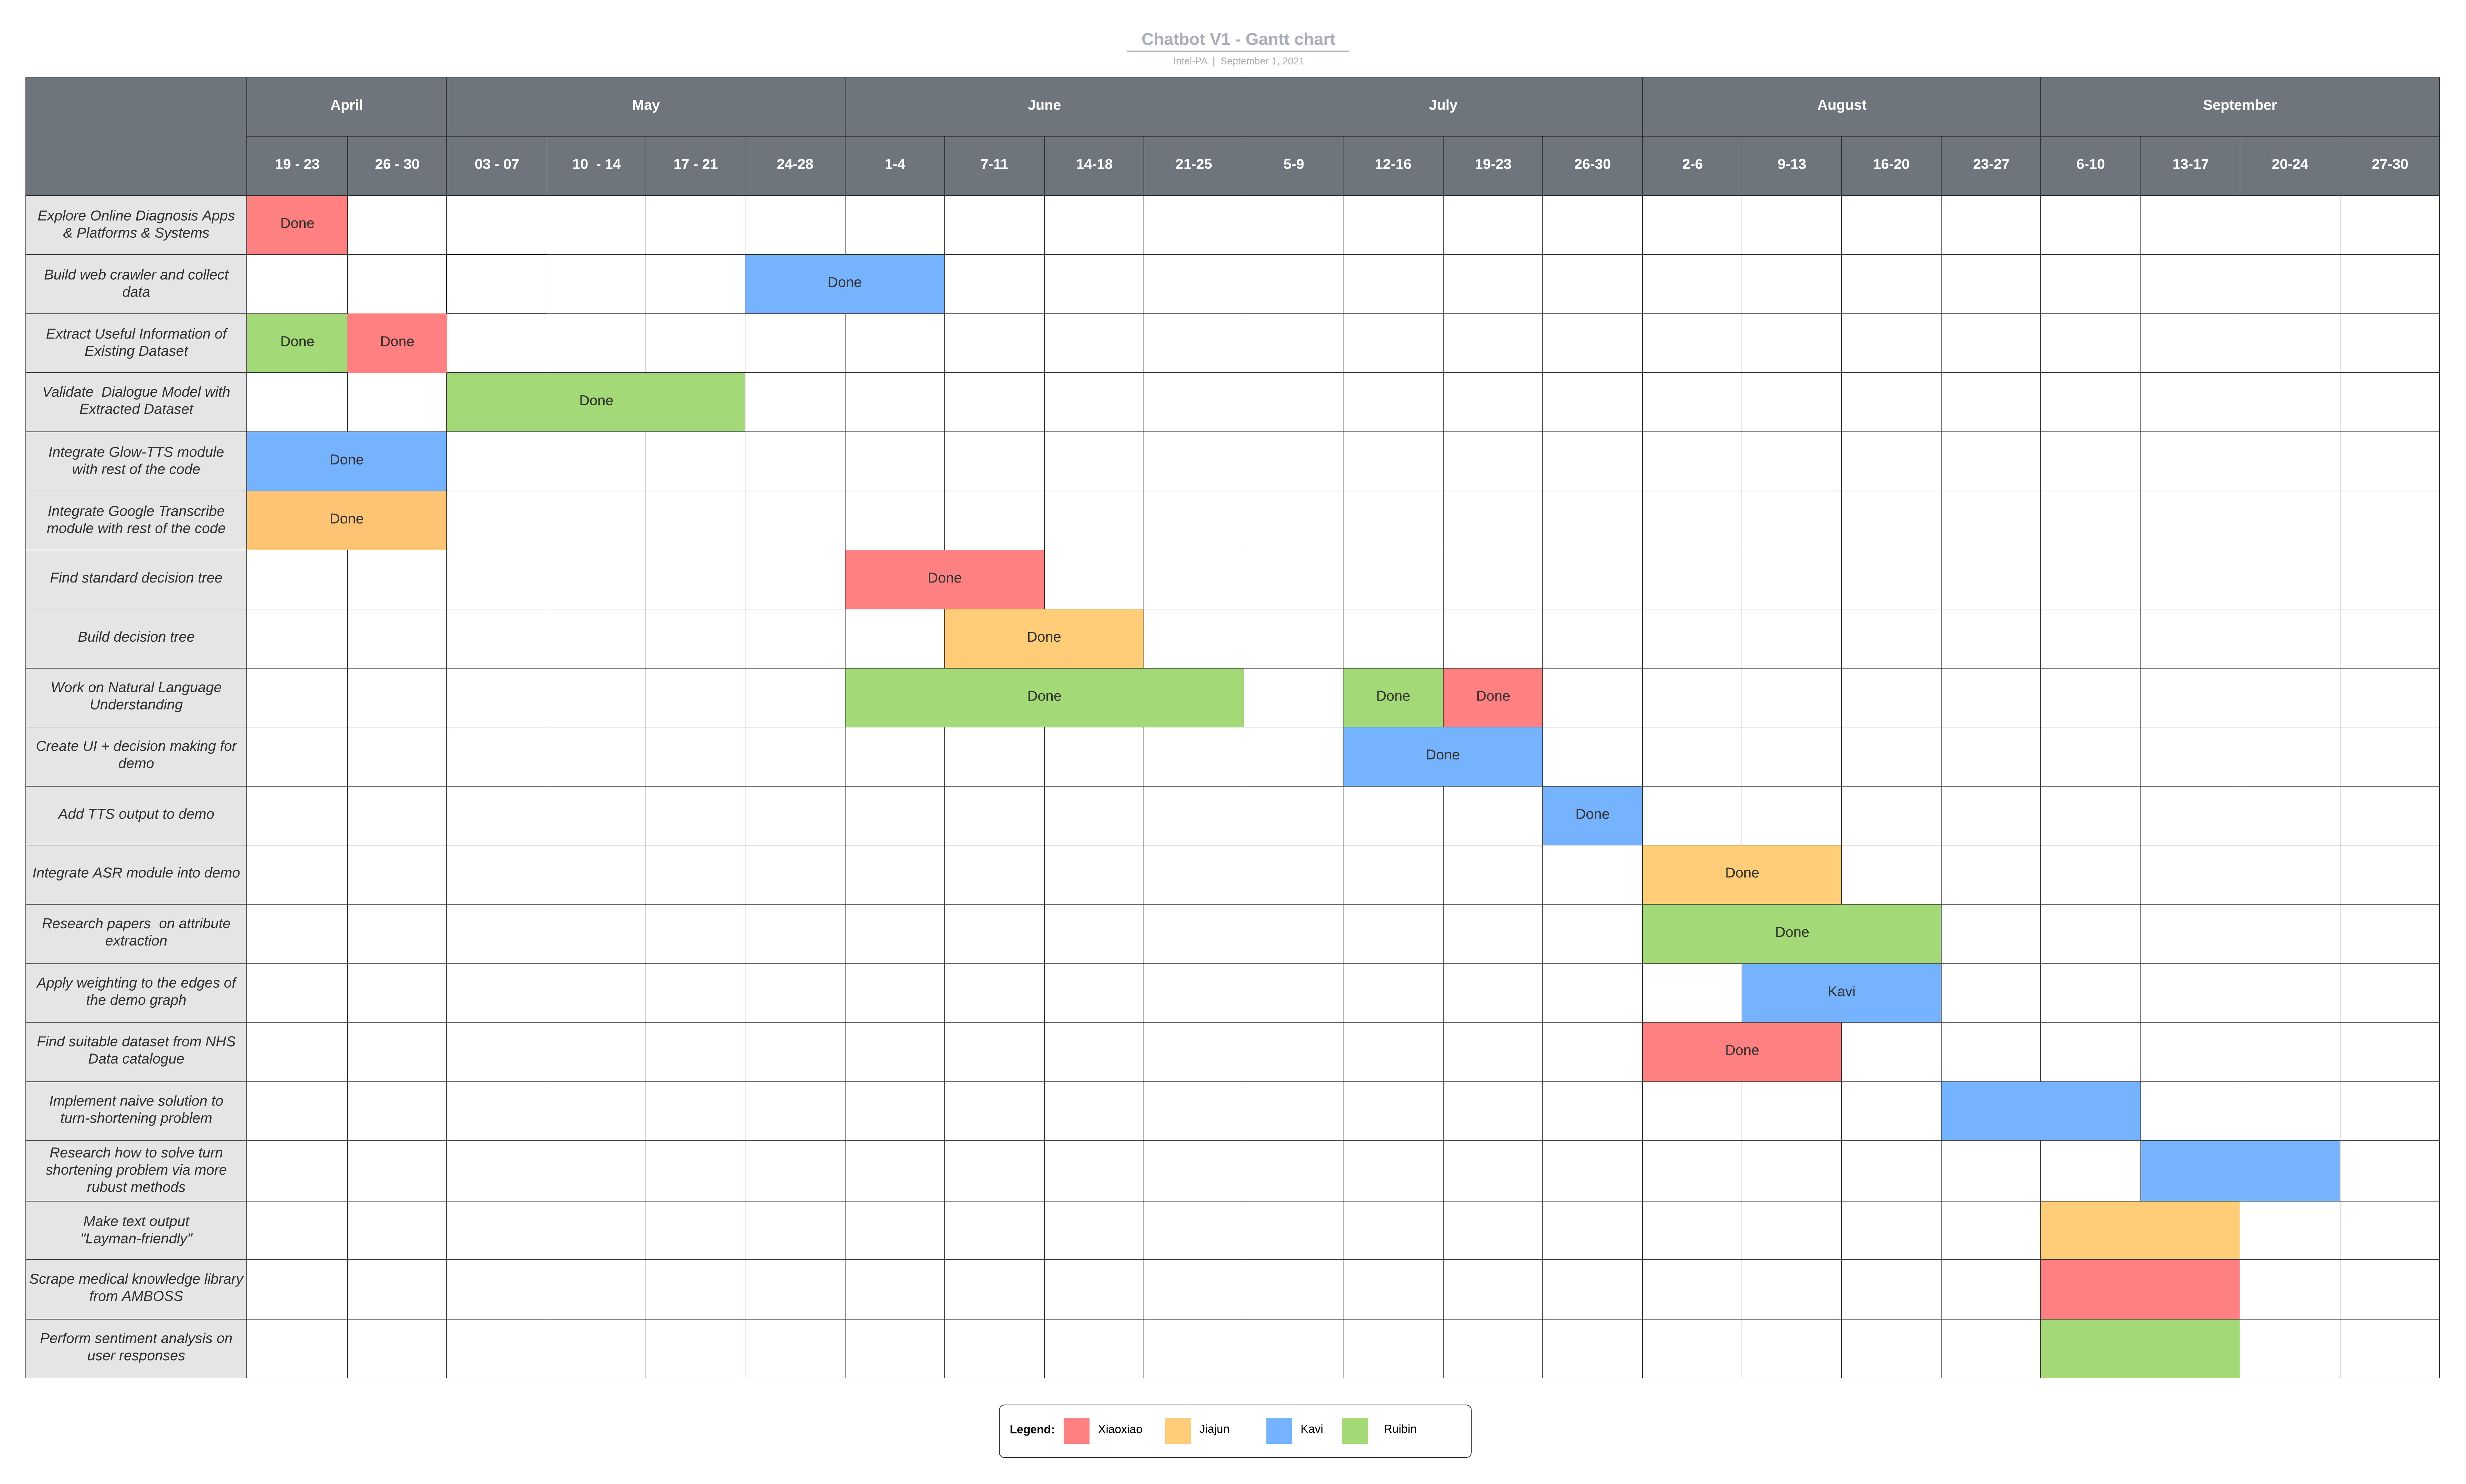 Chatbot V1 - Gantt chart
Intel-PA | September 1, 2021
April May June July August September
19 - 23 26 - 30 03 - 07 10 - 14 17 - 21 24-28 1-4 7-11 14-18 21-25 5-9 12-16 19-23 26-30 2-6 9-13 16-20 23-27 6-10 13-17 20-24 27-30
Explore Online Diagnosis Apps
& Platforms & Systems
Done
Build web crawler and collect
data
Done
Extract Useful Information of
Existing Dataset
Done Done
Validate Dialogue Model with
Extracted Dataset
Done
Integrate Glow-TTS module
with rest of the code
Done
Integrate Google Transcribe
module with rest of the code
Done
Find standard decision tree
Done
Build decision tree
Done
Work on Natural Language
Understanding
Done Done Done
Create UI + decision making for
demo
Done
Add TTS output to demo
Done
Integrate ASR module into demo
Done
Research papers on attribute
extraction
Done
Apply weighting to the edges of
the demo graph
Kavi
Find suitable dataset from NHS
Data catalogue
Done
Implement naive solution to
turn-shortening problem
Research how to solve turn
shortening problem via more
rubust methods
Make text output
"Layman-friendly"
Scrape medical knowledge library
from AMBOSS
Perform sentiment analysis on
user responses
Legend: Xiaoxiao Jiajun Kavi Ruibin